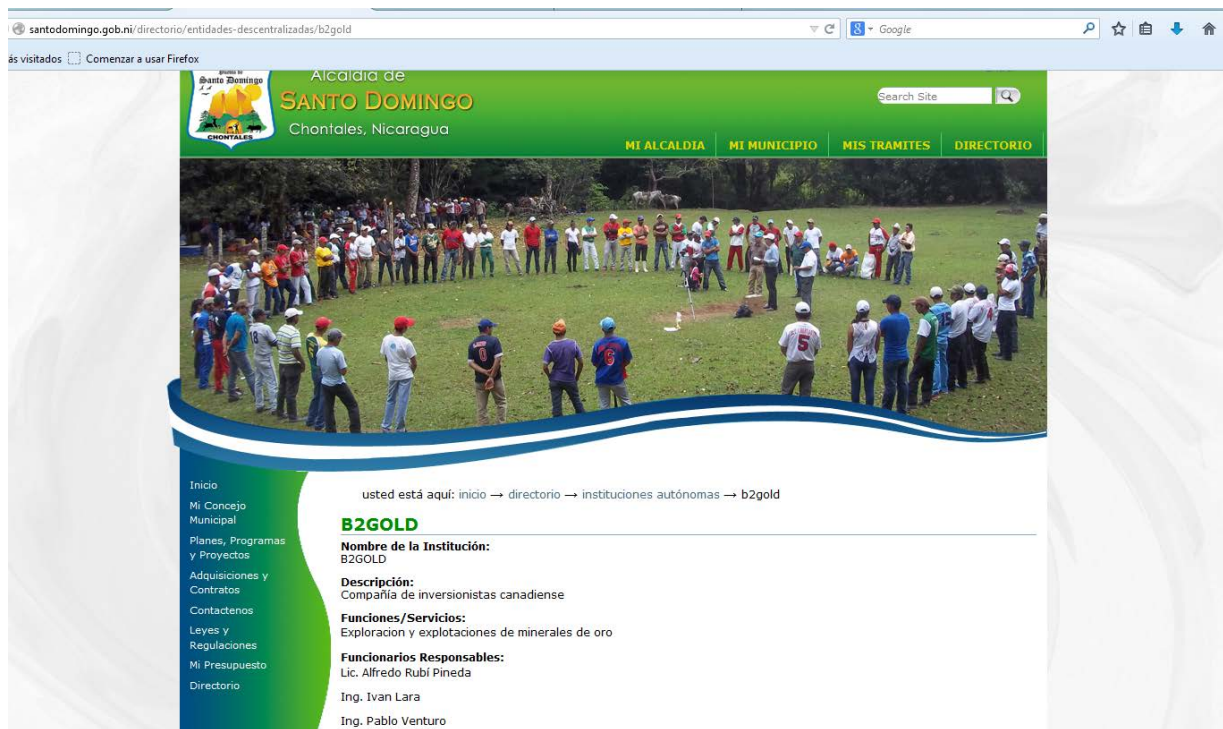 santodomingo.gob.ni/directorio/entidades-descentralizadas/b2gold
Google
ás visitados Comenzar a usar Firefox
Santo Domingo
CHONTALES
Alcaldia de
SANTO DOMINGO
Chontales, Nicaragua
Search Site
MI ALCALDIA MI MUNICIPIO MIS TRAMITES DIRECTORIO
Inicio
Mi Concejo
Municipal
Planes, Programas
y Proyectos
Adquisiciones y
Contratos
Contactenos
Leyes y
Regulaciones
Mi Presupuesto
Directorio
usted está aquí: inicio → directorio → instituciones autónomas → b2gold
B2GOLD
Nombre de la Institución:
B2GOLD
Descripción:
Compañía de inversionistas canadiense
Funciones/Servicios:
Exploracion y explotaciones de minerales de oro
Funcionarios Responsables:
Lic. Alfredo Rubí Pineda
Ing. Ivan Lara
Ing. Pablo Venturo